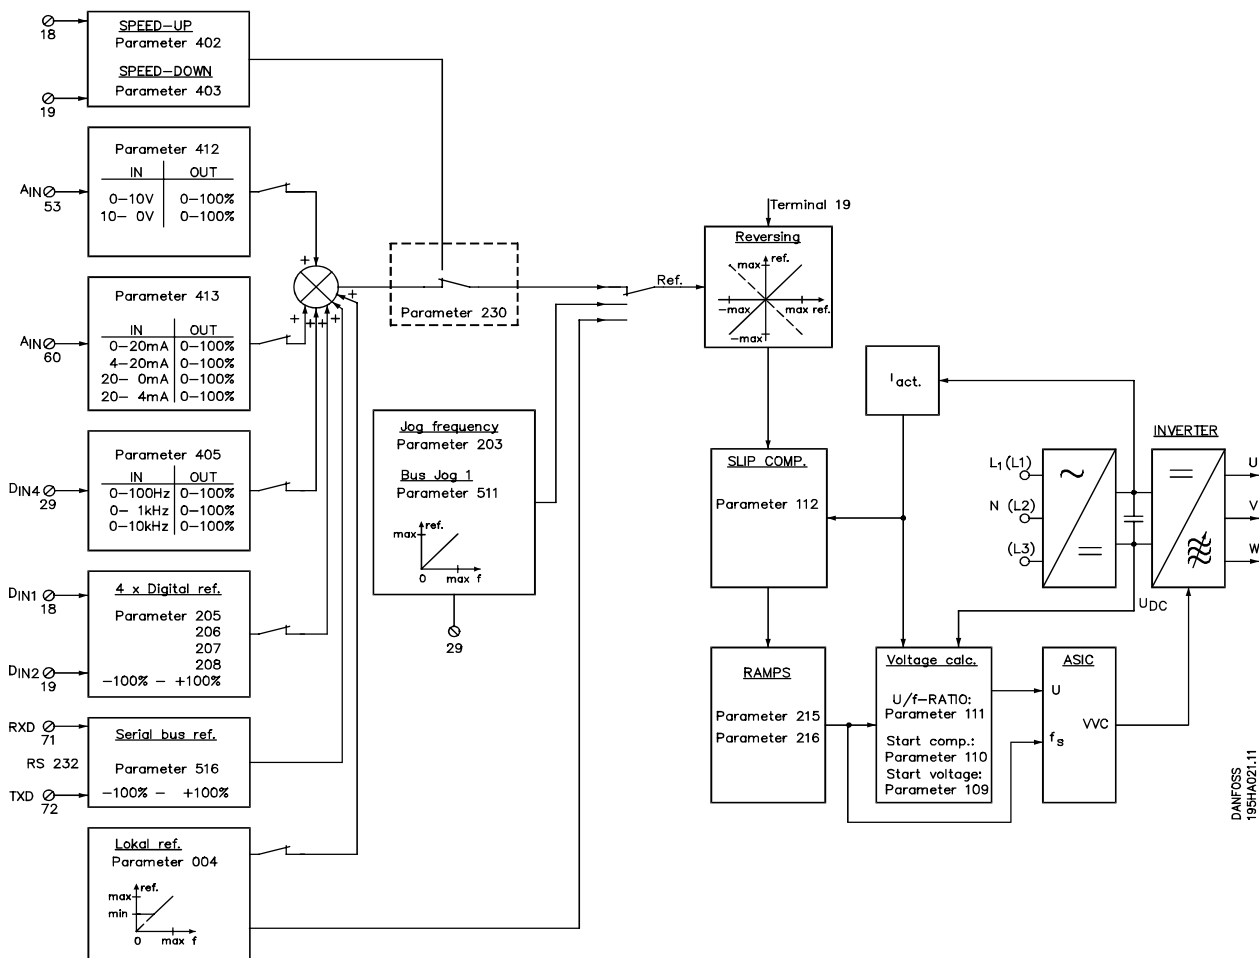 18
SPEED-UP
Parameter 402
SPEED-DOWN
Parameter 403
19
Parameter 412
IN OUT
0-10V 0-100%
10- 0V 0-100%
AIN
53
Parameter 413
IN OUT
0-20mA 0-100%
4-20mA 0-100%
20- 0mA 0-100%
20- 4mA 0-100%
AIN
60
Parameter 405
IN OUT
0-100Hz 0-100%
0- 1kHz 0-100%
0-10kHz 0-100%
DIN4
29
4 x Digital ref.
Parameter 205
206
207
208
-100% - +100%
DIN1
18
DIN2
19
RXD
71
RS 232
TXD
72
Serial bus ref.
Parameter 516
-100% - +100%
Lokal ref.
Parameter 004
ref.
max
min
0 max f
+
+
+
+
+
+
+
Parameter 230
Jog frequency
Parameter 203
Bus Jog 1
Parameter 511
ref.
max
0 max f
29
Ref.
Terminal 19
Reversing
max ref.
-max max ref.
-max
Iact.
SLIP COMP.
Parameter 112
RAMPS
Parameter 215
Parameter 216
Voltage calc.
U/f-RATIO:
Parameter 111
Start comp.:
Parameter 110
Start voltage:
Parameter 109
ASIC
U
VVC
fs
L1 (L1)
N (L2)
(L3)
UDC
INVERTER
U
V
W
DANFOSS
195HA021.11